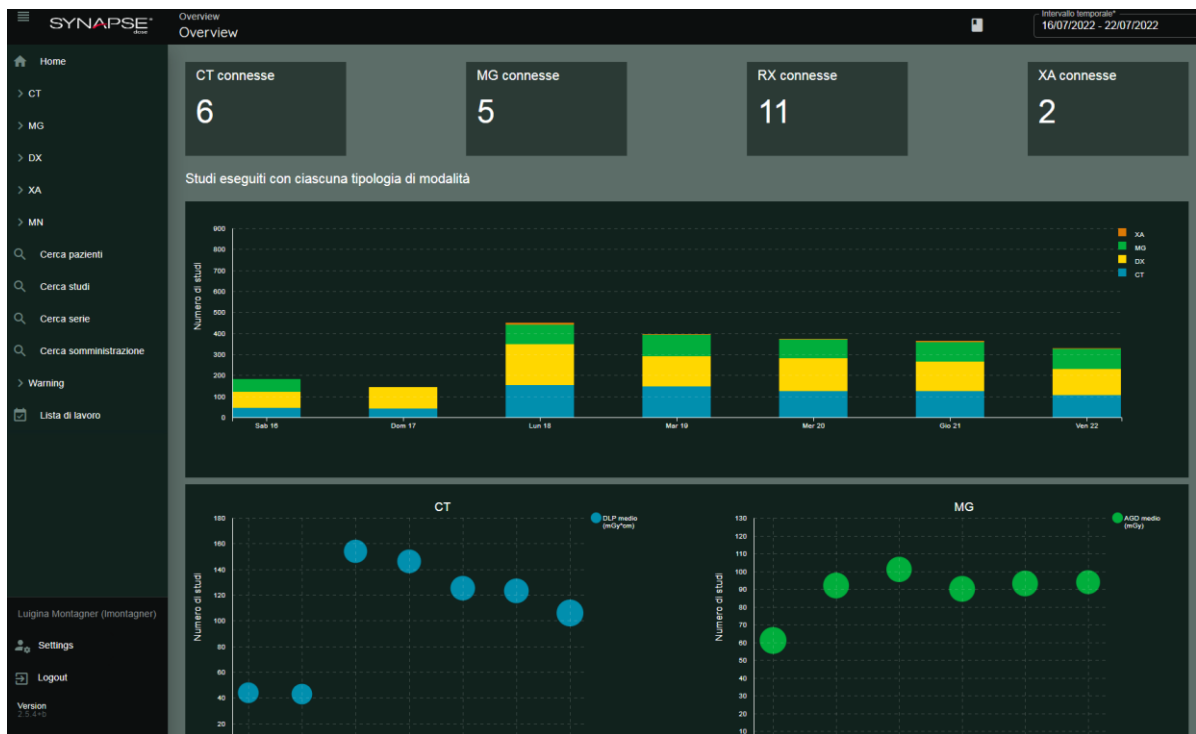 SYNAPSE
dose
Overview
Overview
Intervallo temporale*
16/07/2022 - 22/07/2022
Home
CT
MG
DX
XA
MN
Cerca pazienti
Cerca studi
Cerca serie
Cerca somministrazione
Warning
Lista di lavoro
Luigina Montagner (lmontagner)
Settings
Logout
Version
2.5.4+b
CT connesse
6
MG connesse
5
RX connesse
11
XA connesse
2
Studi eseguiti con ciascuna tipologia di modalità
Numero di studi
900
800
700
600
500
400
300
200
100
0
Sab 16
Dom 17
Lun 18
Mar 19
Mer 20
Gio 21
Ven 22
XA
MG
DX
CT
CT
DLP medio
(mGy*cm)
Numero di studi
180
160
140
120
100
80
60
40
20
MG
AGD medio
(mGy)
Numero di studi
130
120
110
100
90
80
70
60
50
40
30
20
10